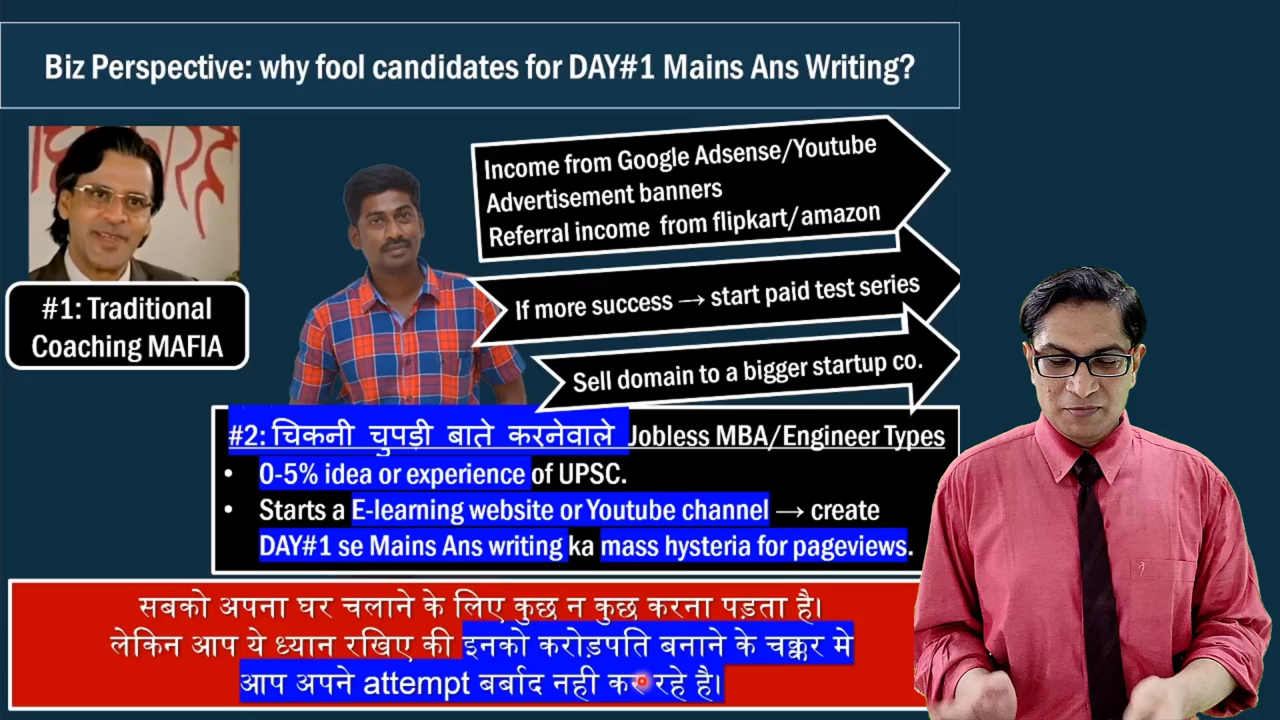 Biz Perspective: why fool candidates for DAY#1 Mains Ans Writing?
#1: Traditional
Coaching MAFIA
Income from Google Adsense/Youtube
Advertisement banners
Referral income from flipkart/amazon
If more success → start paid test series
Sell domain to a bigger startup co.
#2: चिकनी चुपड़ी बाते करनेवाले Jobless MBA/Engineer Types
• 0-5% idea or experience of UPSC.
• Starts a E-learning website or Youtube channel → create
DAY#1 se Mains Ans writing ka mass hysteria for pageviews.
सबको अपना घर चलाने के लिए कुछ न कुछ करना पड़ता है।
लेकिन आप ये ध्यान रखिए की इनको करोड़पति बनाने के चक्कर मे
आप अपने attempt बर्बाद नही कर रहे है।